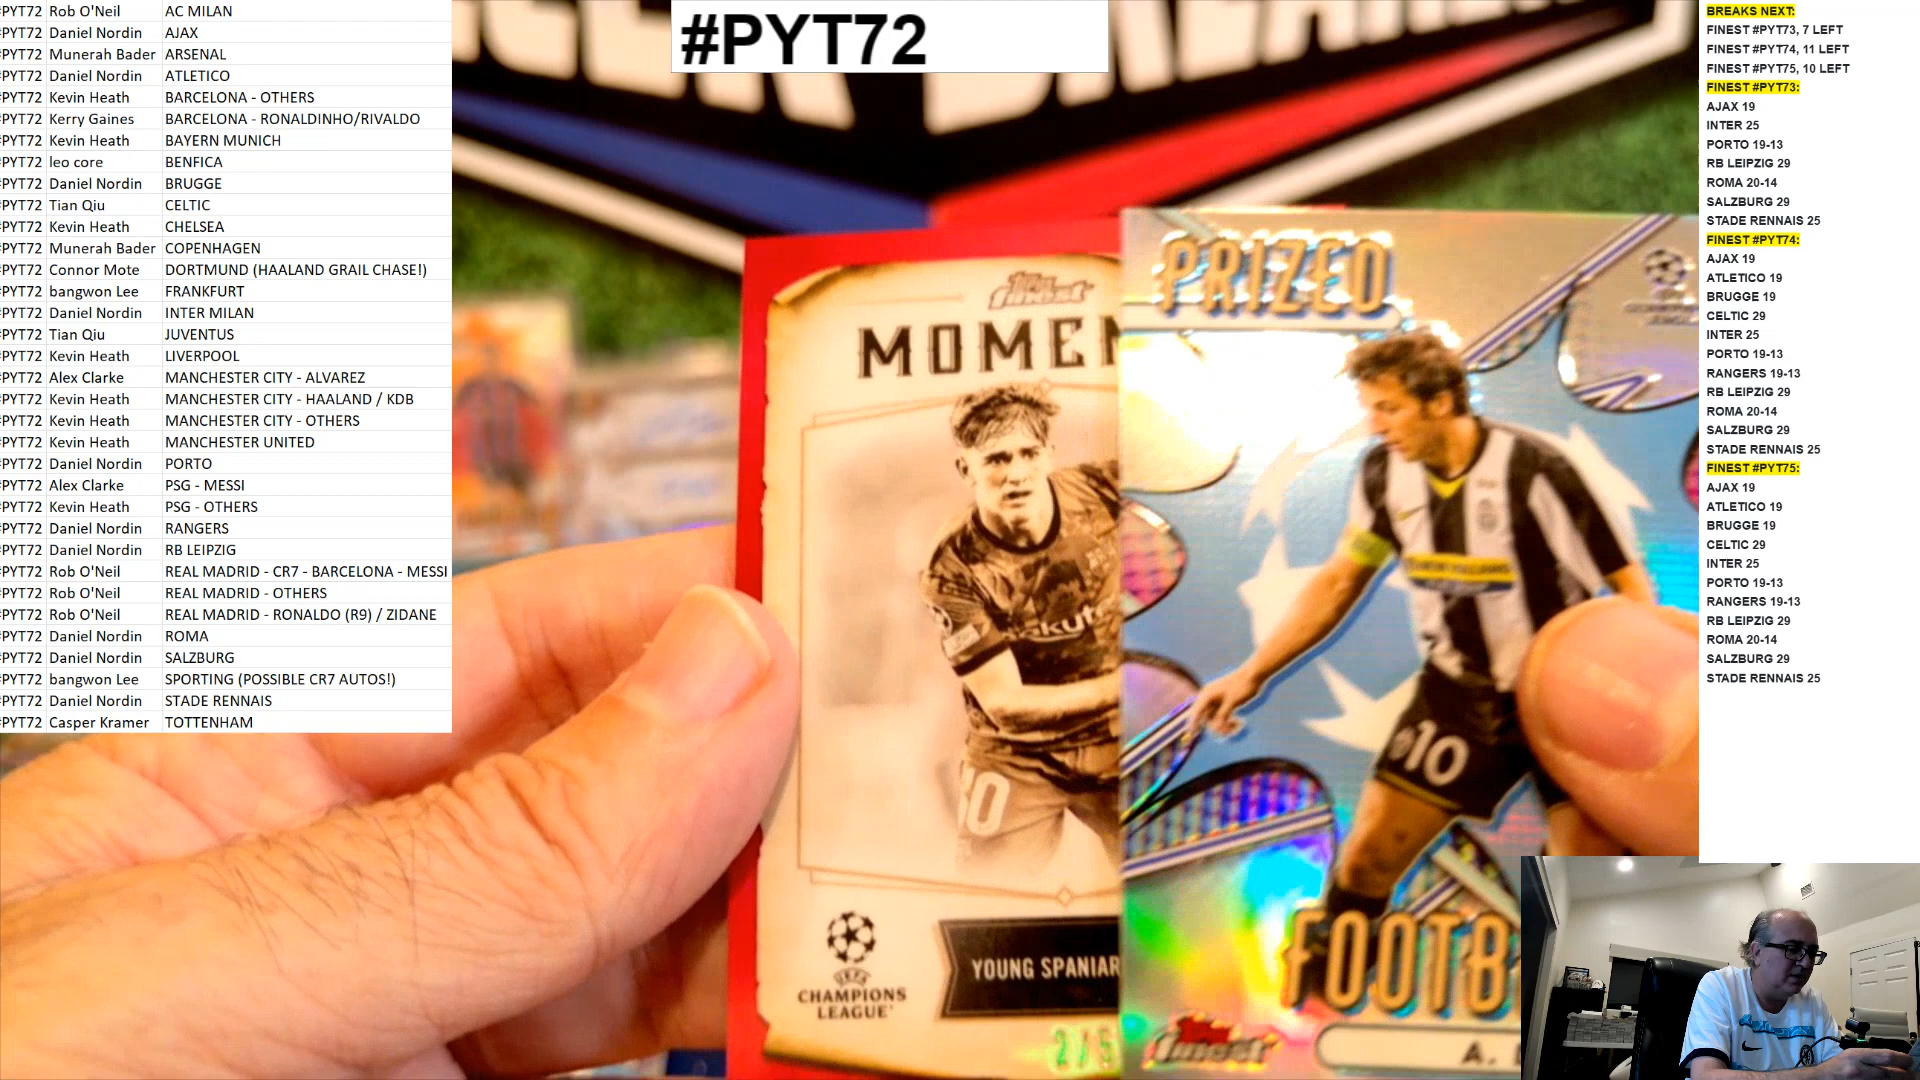 #PYT72
#PYT72 Rob O'Neil AC MILAN
#PYT72 Daniel Nordin AJAX
#PYT72 Munerah Bader ARSENAL
#PYT72 Daniel Nordin ATLETICO
#PYT72 Kevin Heath BARCELONA - OTHERS
#PYT72 Kerry Gaines BARCELONA - RONALDINHO/RIVALDO
#PYT72 Kevin Heath BAYERN MUNICH
#PYT72 leo core BENFICA
#PYT72 Daniel Nordin BRUGGE
#PYT72 Tian Qiu CELTIC
#PYT72 Kevin Heath CHELSEA
#PYT72 Munerah Bader COPENHAGEN
#PYT72 Connor Mote DORTMUND (HAALAND GRAIL CHASE!)
#PYT72 bangwon Lee FRANKFURT
#PYT72 Daniel Nordin INTER MILAN
#PYT72 Tian Qiu JUVENTUS
#PYT72 Kevin Heath LIVERPOOL
#PYT72 Alex Clarke MANCHESTER CITY - ALVAREZ
#PYT72 Kevin Heath MANCHESTER CITY - HAALAND / KDB
#PYT72 Kevin Heath MANCHESTER CITY - OTHERS
#PYT72 Kevin Heath MANCHESTER UNITED
#PYT72 Daniel Nordin PORTO
#PYT72 Alex Clarke PSG - MESSI
#PYT72 Kevin Heath PSG - OTHERS
#PYT72 Daniel Nordin RANGERS
#PYT72 Daniel Nordin RB LEIPZIG
#PYT72 Rob O'Neil REAL MADRID - CR7 - BARCELONA - MESSI
#PYT72 Rob O'Neil REAL MADRID - OTHERS
#PYT72 Rob O'Neil REAL MADRID - RONALDO (R9) / ZIDANE
#PYT72 Daniel Nordin ROMA
#PYT72 Daniel Nordin SALZBURG
#PYT72 bangwon Lee SPORTING (POSSIBLE CR7 AUTOS!)
#PYT72 Daniel Nordin STADE RENNAIS
#PYT72 Casper Kramer TOTTENHAM
Topps finest
MOMEN
YOUNG SPANIAR
UEFA
CHAMPIONS
LEAGUE
PRIZED
10
FOOTB
finest
A.
BREAKS NEXT:
FINEST #PYT73, 7 LEFT
FINEST #PYT74, 11 LEFT
FINEST #PYT75, 10 LEFT
FINEST #PYT73:
AJAX 19
INTER 25
PORTO 19-13
RB LEIPZIG 29
ROMA 20-14
SALZBURG 29
STADE RENNAIS 25
FINEST #PYT74:
AJAX 19
ATLETICO 19
BRUGGE 19
CELTIC 29
INTER 25
PORTO 19-13
RANGERS 19-13
RB LEIPZIG 29
ROMA 20-14
SALZBURG 29
STADE RENNAIS 25
FINEST #PYT75:
AJAX 19
ATLETICO 19
BRUGGE 19
CELTIC 29
INTER 25
PORTO 19-13
RANGERS 19-13
RB LEIPZIG 29
ROMA 20-14
SALZBURG 29
STADE RENNAIS 25